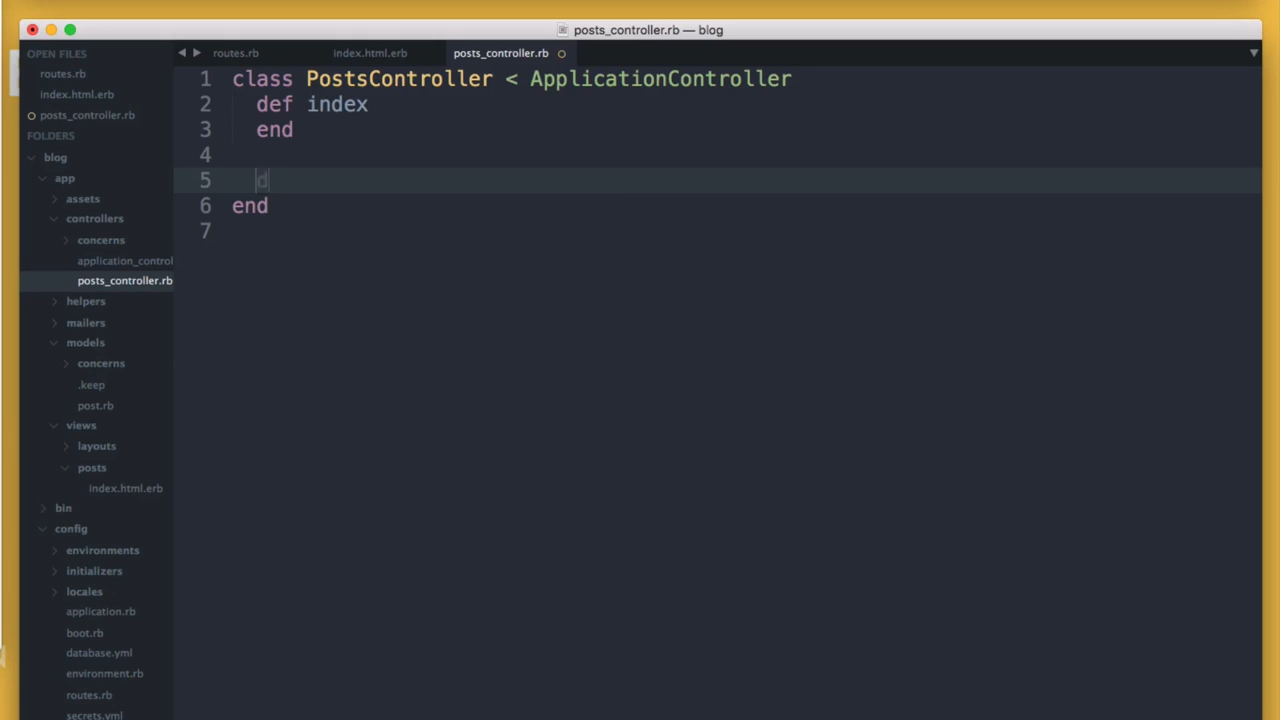 posts_controller.rb — blog
OPEN FILES
routes.rb
index.html.erb
posts_controller.rb
FOLDERS
blog
app
assets
controllers
concerns
application_control
posts_controller.rb
helpers
mailers
models
concerns
.keep
post.rb
views
layouts
posts
index.html.erb
bin
config
environments
initializers
locales
application.rb
boot.rb
database.yml
environment.rb
routes.rb
secrets.yml
routes.rb index.html.erb posts_controller.rb
1 class PostsController < ApplicationController
2 def index
3 end
4
5 d
6 end
7